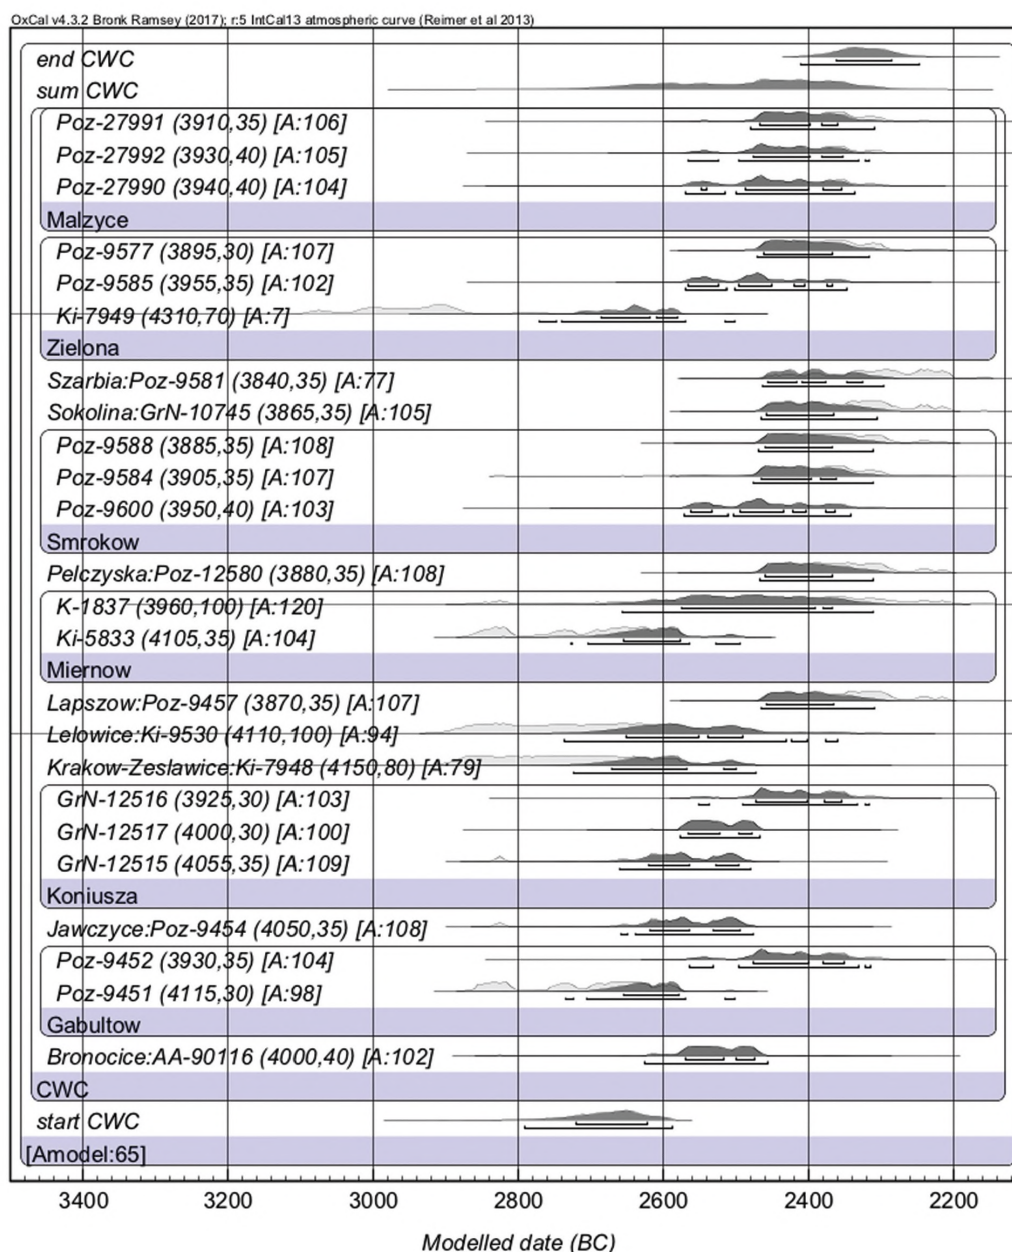 OxCal v4.3.2 Bronk Ramsey (2017); r:5 IntCal13 atmospheric curve (Reimer et al 2013)
end CWC
sum CWC
Poz-27991 (3910,35) [A:106]
Poz-27992 (3930,40) [A:105]
Poz-27990 (3940,40) [A:104]
Malzyce
Poz-9577 (3895,30) [A:107]
Poz-9585 (3955,35) [A:102]
Ki-7949 (4310,70) [A:7]
Zielona
Szarbia:Poz-9581 (3840,35) [A:77]
Sokolina:GrN-10745 (3865,35) [A:105]
Poz-9588 (3885,35) [A:108]
Poz-9584 (3905,35) [A:107]
Poz-9600 (3950,40) [A:103]
Smrokow
Pelczyska:Poz-12580 (3880,35) [A:108]
K-1837 (3960,100) [A:120]
Ki-5833 (4105,35) [A:104]
Miernow
Lapszow:Poz-9457 (3870,35) [A:107]
Lelowice:Ki-9530 (4110,100) [A:94]
Krakow-Zeslawice:Ki-7948 (4150,80) [A:79]
GrN-12516 (3925,30) [A:103]
GrN-12517 (4000,30) [A:100]
GrN-12515 (4055,35) [A:109]
Koniusza
Jawczyce:Poz-9454 (4050,35) [A:108]
Poz-9452 (3930,35) [A:104]
Poz-9451 (4115,30) [A:98]
Gabultow
Bronocice:AA-90116 (4000,40) [A:102]
CWC
start CWC
[Amodel:65]
3400 3200 3000 2800 2600 2400 2200
Modelled date (BC)